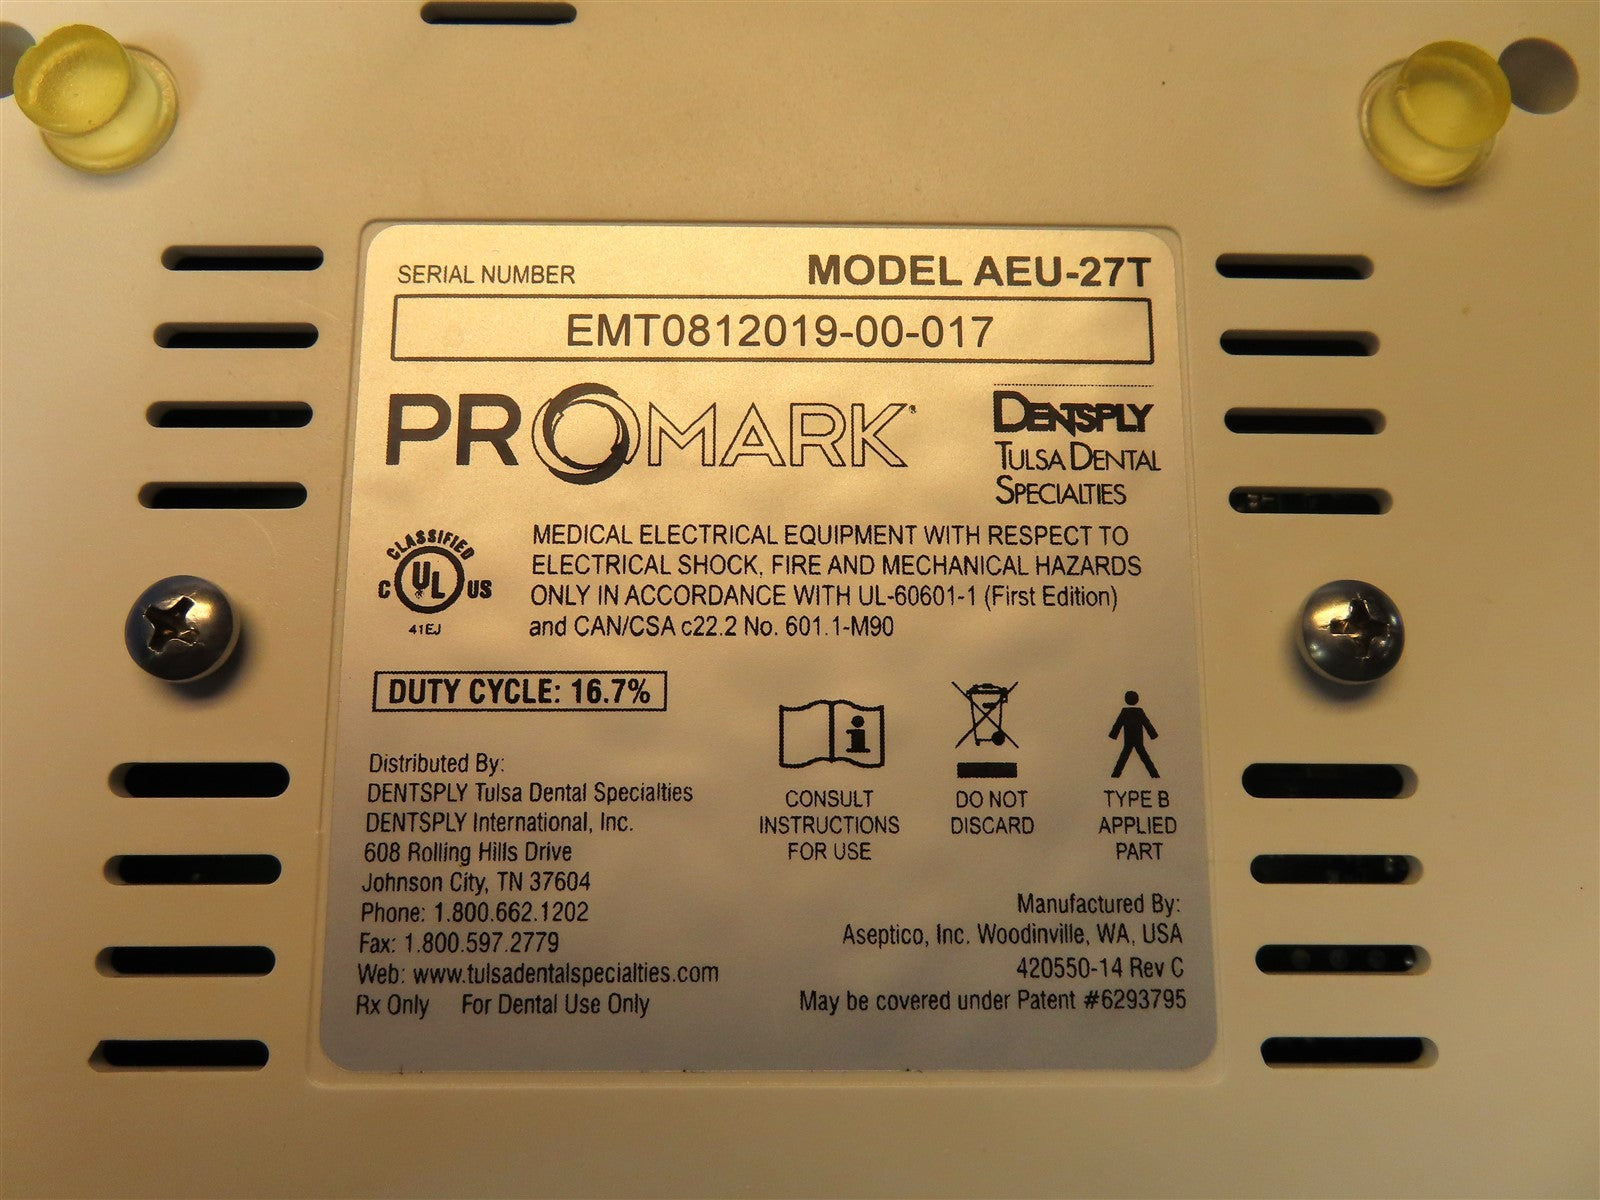 SERIAL NUMBER
MODEL AEU-27T
EMT0812019-00-017
PROMARK®
DENTSPLY
TULSA DENTAL
SPECIALTIES
CLASSIFIED
C UL US
41EJ
MEDICAL ELECTRICAL EQUIPMENT WITH RESPECT TO
ELECTRICAL SHOCK, FIRE AND MECHANICAL HAZARDS
ONLY IN ACCORDANCE WITH UL-60601-1 (First Edition)
and CAN/CSA c22.2 No. 601.1-M90
DUTY CYCLE: 16.7%
i
CONSULT
INSTRUCTIONS
FOR USE
DO NOT
DISCARD
TYPE B
APPLIED
PART
Distributed By:
DENTSPLY Tulsa Dental Specialties
DENTSPLY International, Inc.
608 Rolling Hills Drive
Johnson City, TN 37604
Phone: 1.800.662.1202
Fax: 1.800.597.2779
Web: www.tulsadentalspecialties.com
Rx Only For Dental Use Only
Manufactured By:
Aseptico, Inc. Woodinville, WA, USA
420550-14 Rev C
May be covered under Patent #6293795